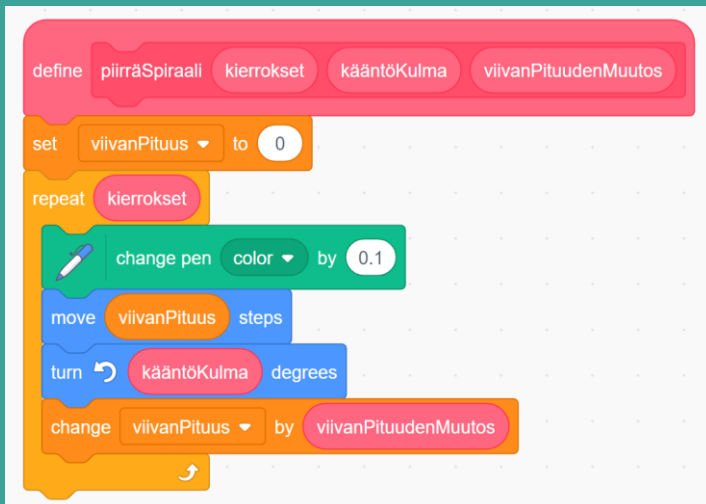 define piirräSpiraali kierrokset kääntöKulma viivanPituudenMuutos
set viivanPituus to 0
repeat kierrokset
change pen color by 0.1
move viivanPituus steps
turn kääntöKulma degrees
change viivanPituus by viivanPituudenMuutos